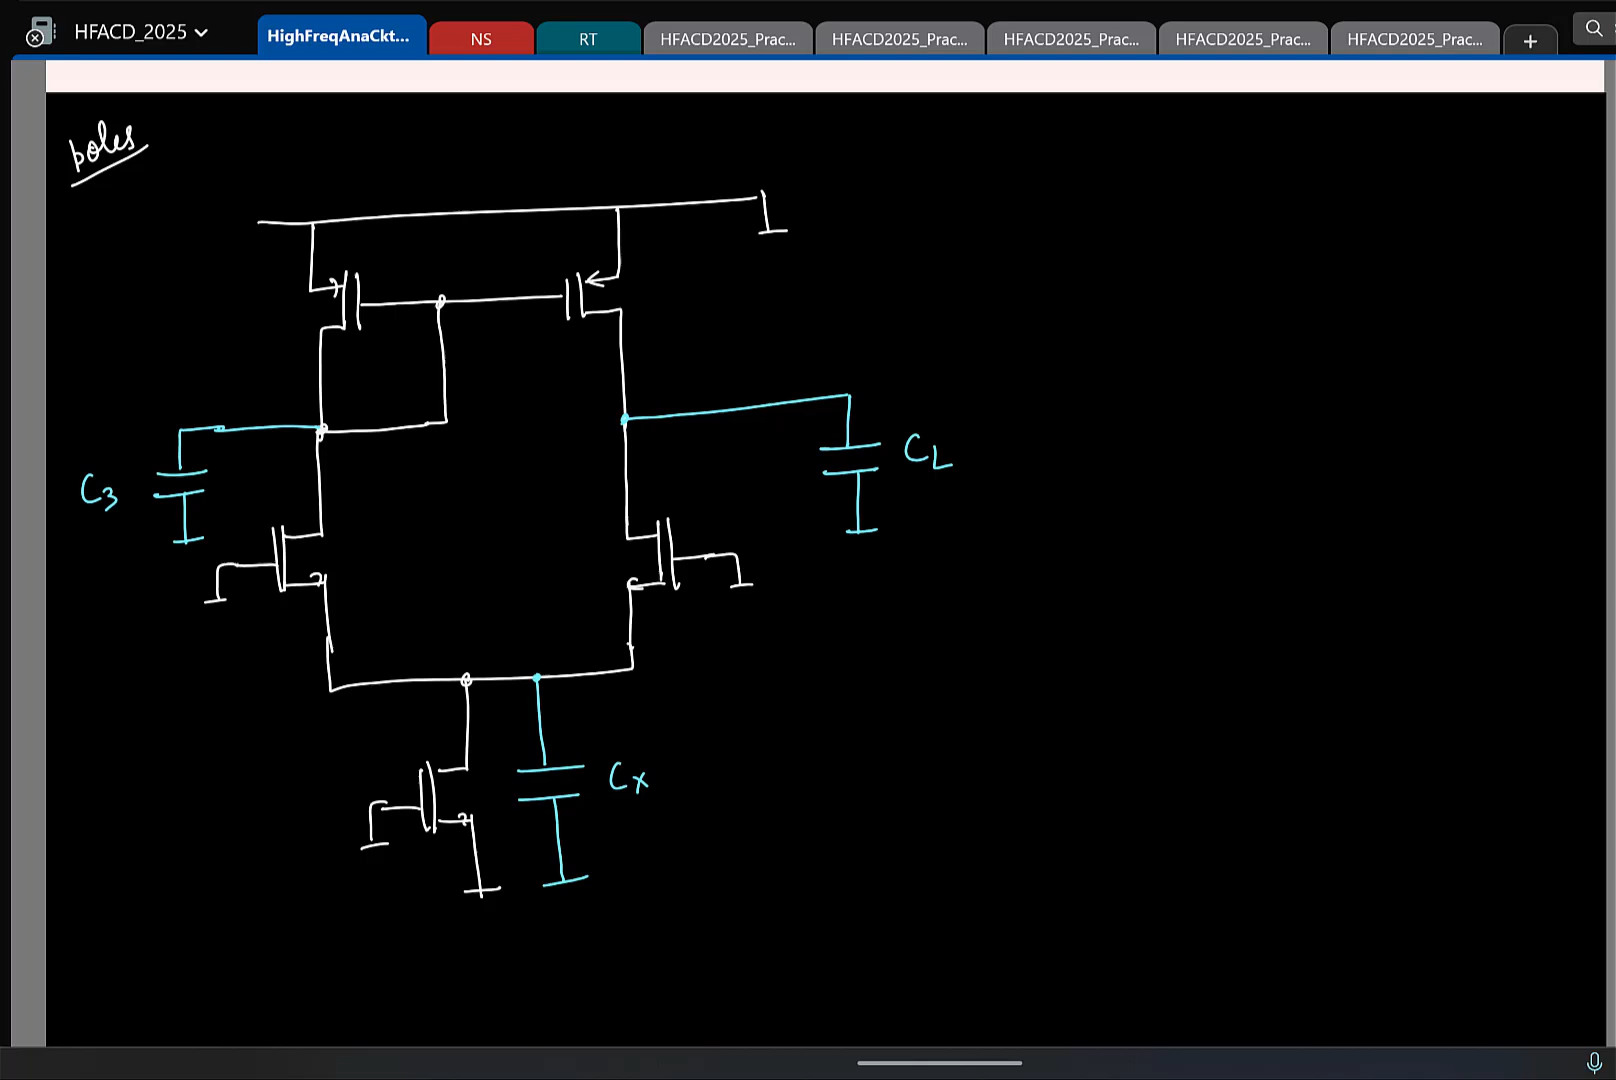 HFACD_2025
HighFreqAnaCkt...
NS
RT
HFACD2025_Prac...
HFACD2025_Prac...
HFACD2025_Prac...
HFACD2025_Prac...
HFACD2025_Prac...
+
poles
C3
CL
Cx